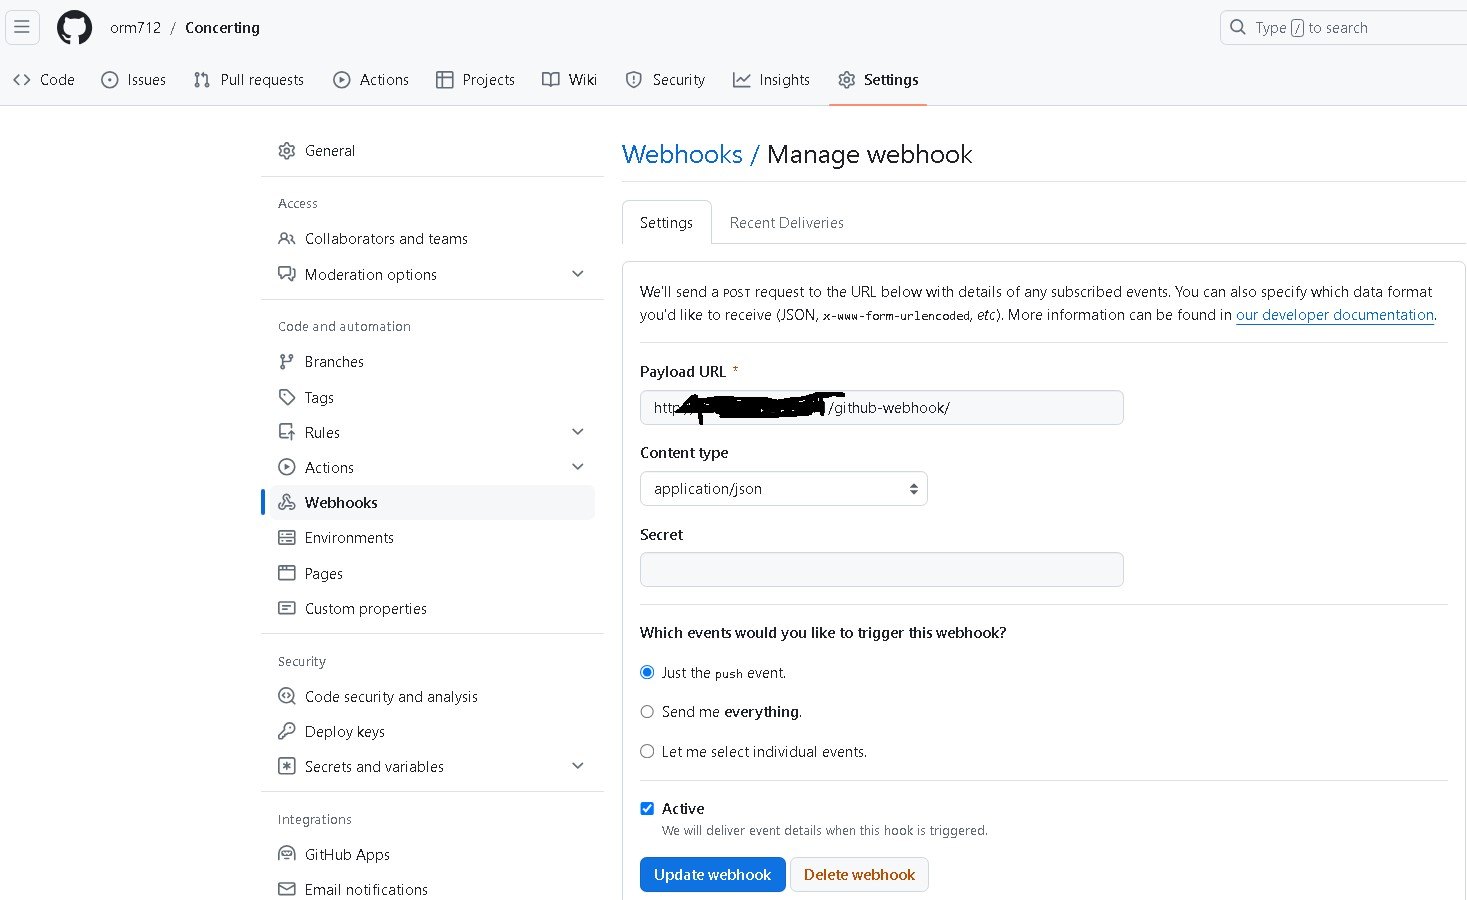 orm712 / Concerting
Type / to search
Code Issues Pull requests Actions Projects Wiki Security Insights Settings
General
Access
Collaborators and teams
Moderation options
Code and automation
Branches
Tags
Rules
Actions
Webhooks
Environments
Pages
Custom properties
Security
Code security and analysis
Deploy keys
Secrets and variables
Integrations
GitHub Apps
Email notifications
Webhooks / Manage webhook
Settings Recent Deliveries
We'll send a POST request to the URL below with details of any subscribed events. You can also specify which data format
you'd like to receive (JSON, x-www-form-urlencoded, etc). More information can be found in our developer documentation.
Payload URL *
http /github-webhook/
Content type
application/json
Secret
Which events would you like to trigger this webhook?
Just the push event.
Send me everything.
Let me select individual events.
Active
We will deliver event details when this hook is triggered.
Update webhook Delete webhook